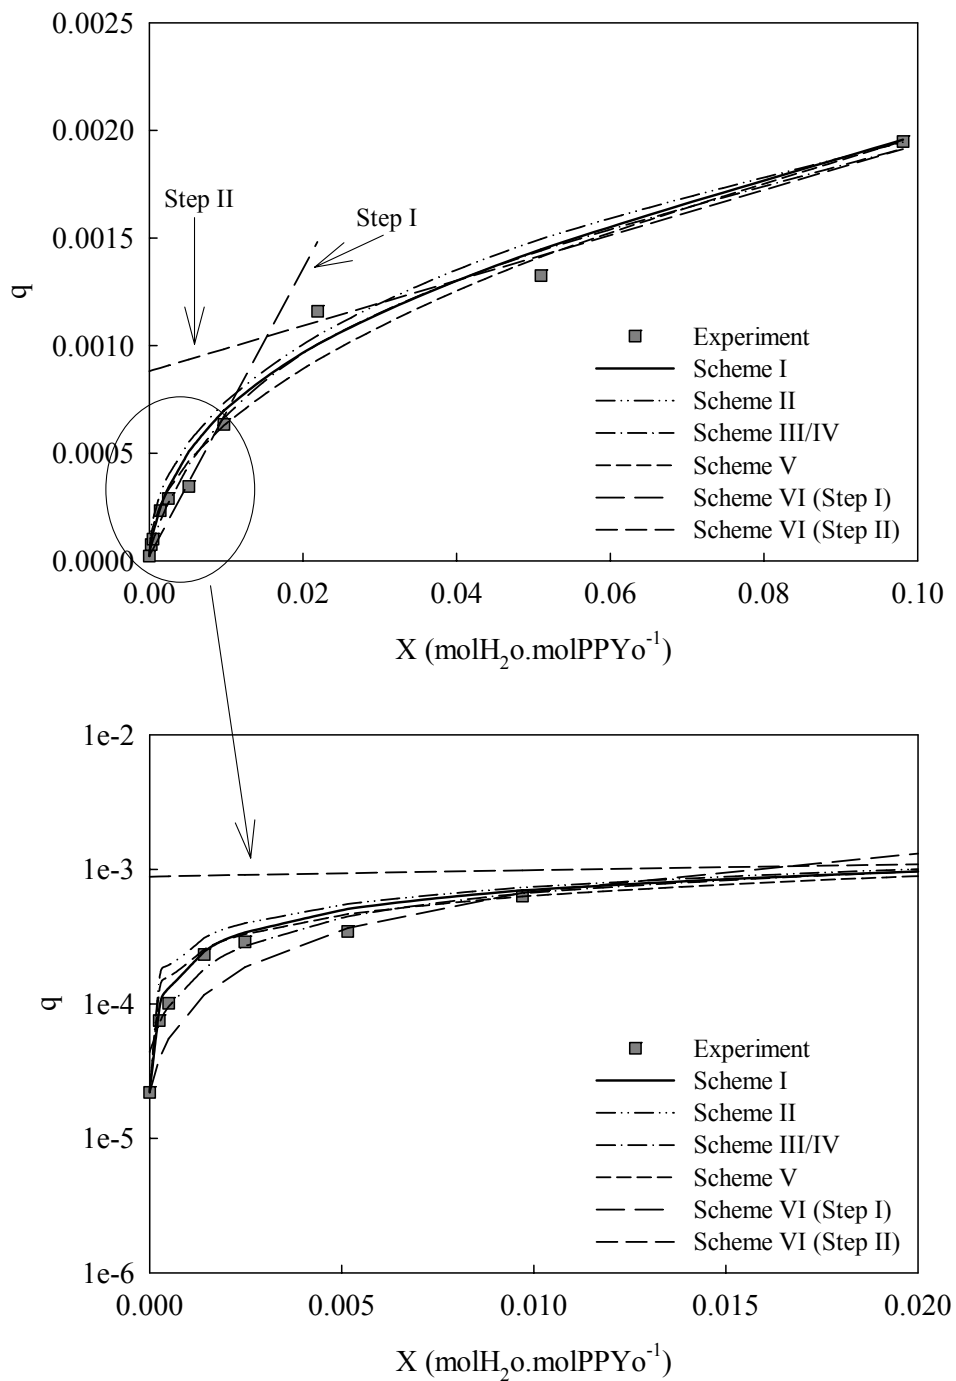 0.0025
0.0020
0.0015
0.0010
0.0005
0.0000
q
Step II
Step I
Experiment
Scheme I
Scheme II
Scheme III/IV
Scheme V
Scheme VI (Step I)
Scheme VI (Step II)
0.00 0.02 0.04 0.06 0.08 0.10
X (molH₂o.molPPYo⁻¹)
1e-2
1e-3
1e-4
1e-5
1e-6
q
Experiment
Scheme I
Scheme II
Scheme III/IV
Scheme V
Scheme VI (Step I)
Scheme VI (Step II)
0.000 0.005 0.010 0.015 0.020
X (molH₂o.molPPYo⁻¹)